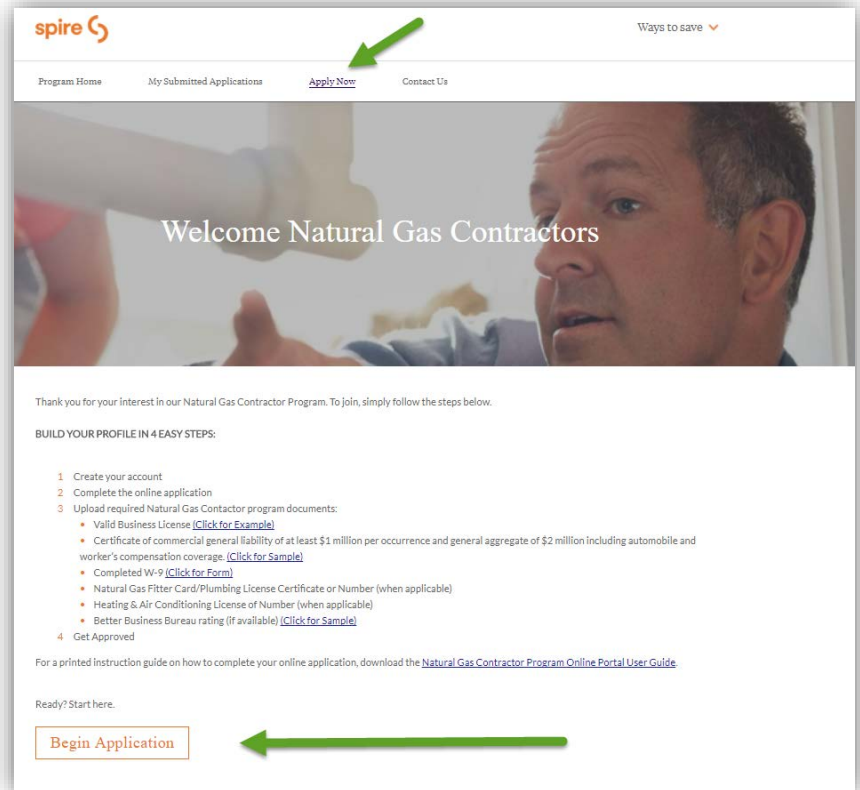 spire
Ways to save
Program Home My Submitted Applications Apply Now Contact Us
Welcome Natural Gas Contractors
Thank you for your interest in our Natural Gas Contractor Program. To join, simply follow the steps below.
BUILD YOUR PROFILE IN 4 EASY STEPS:
1 Create your account
2 Complete the online application
3 Upload required Natural Gas Contactor program documents:
• Valid Business License (Click for Example)
• Certificate of commercial general liability of at least $1 million per occurrence and general aggregate of $2 million including automobile and
worker's compensation coverage. (Click for Sample)
• Completed W-9 (Click for Form)
• Natural Gas Fitter Card/Plumbing License Certificate or Number (when applicable)
• Heating & Air Conditioning License of Number (when applicable)
• Better Business Bureau rating (if available) (Click for Sample)
4 Get Approved
For a printed instruction guide on how to complete your online application, download the Natural Gas Contractor Program Online Portal User Guide.
Ready? Start here.
Begin Application